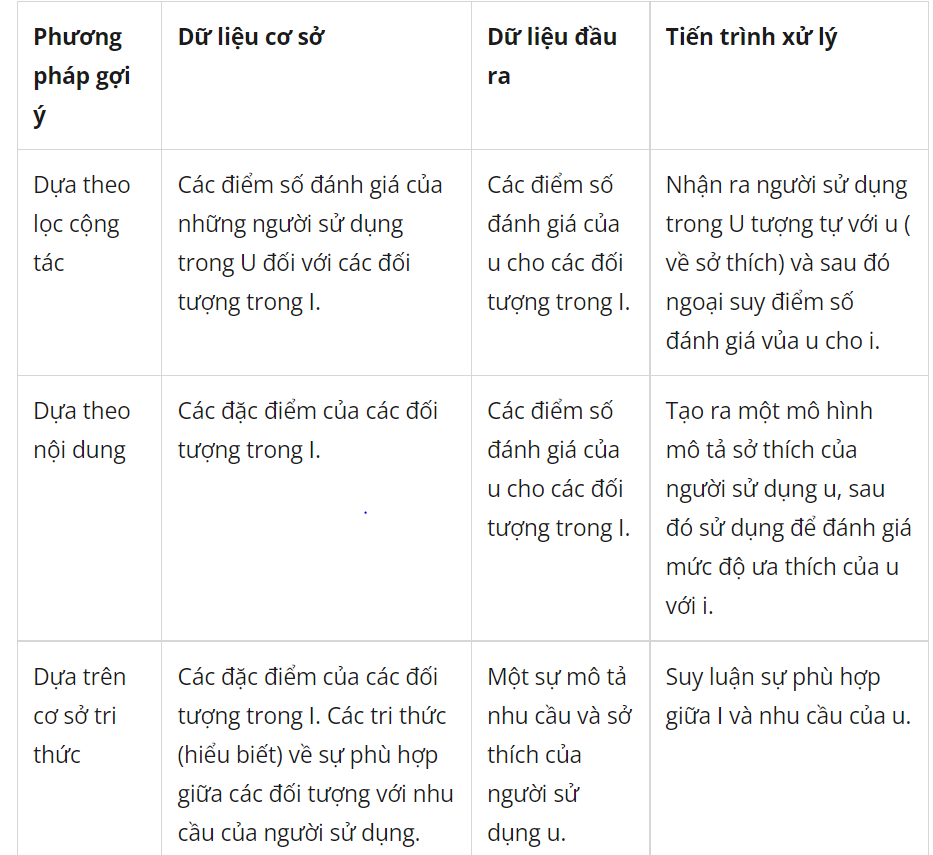 Phương
pháp gợi
ý
Dữ liệu cơ sở
Dữ liệu đầu
ra
Tiến trình xử lý
Dựa theo
lọc cộng
tác
Các điểm số đánh giá của
những người sử dụng
trong U đối với các đối
tượng trong I.
Các điểm số
đánh giá của
u cho các đối
tượng trong I.
Nhận ra người sử dụng
trong U tượng tự với u (
về sở thích) và sau đó
ngoại suy điểm số
đánh giá vủa u cho i.
Dựa theo
nội dung
Các đặc điểm của các đối
tượng trong I.
Các điểm số
đánh giá của
u cho các đối
tượng trong I.
Tạo ra một mô hình
mô tả sở thích của
người sử dụng u, sau
đó sử dụng để đánh giá
mức độ ưa thích của u
với i.
Dựa trên
cơ sở tri
thức
Các đặc điểm của các đối
tượng trong I. Các tri thức
(hiểu biết) về sự phù hợp
giữa các đối tượng với nhu
cầu của người sử dụng.
Một sự mô tả
nhu cầu và sở
thích của
người sử
dụng u.
Suy luận sự phù hợp
giữa I và nhu cầu của u.